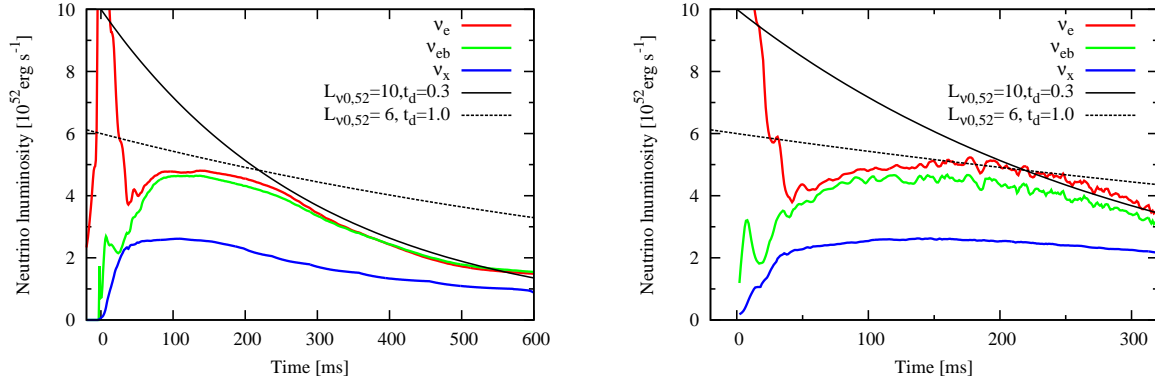 Neutrino luminosity [10^52 erg s^-1]
10
8
6
4
2
0
ν_e
ν_eb
ν_x
L_ν0,52=10,t_d=0.3
L_ν0,52= 6, t_d=1.0
0 100 200 300 400 500 600
Time [ms]
Neutrino luminosity [10^52 erg s^-1]
10
8
6
4
2
0
ν_e
ν_eb
ν_x
L_ν0,52=10,t_d=0.3
L_ν0,52= 6, t_d=1.0
0 100 200 300
Time [ms]